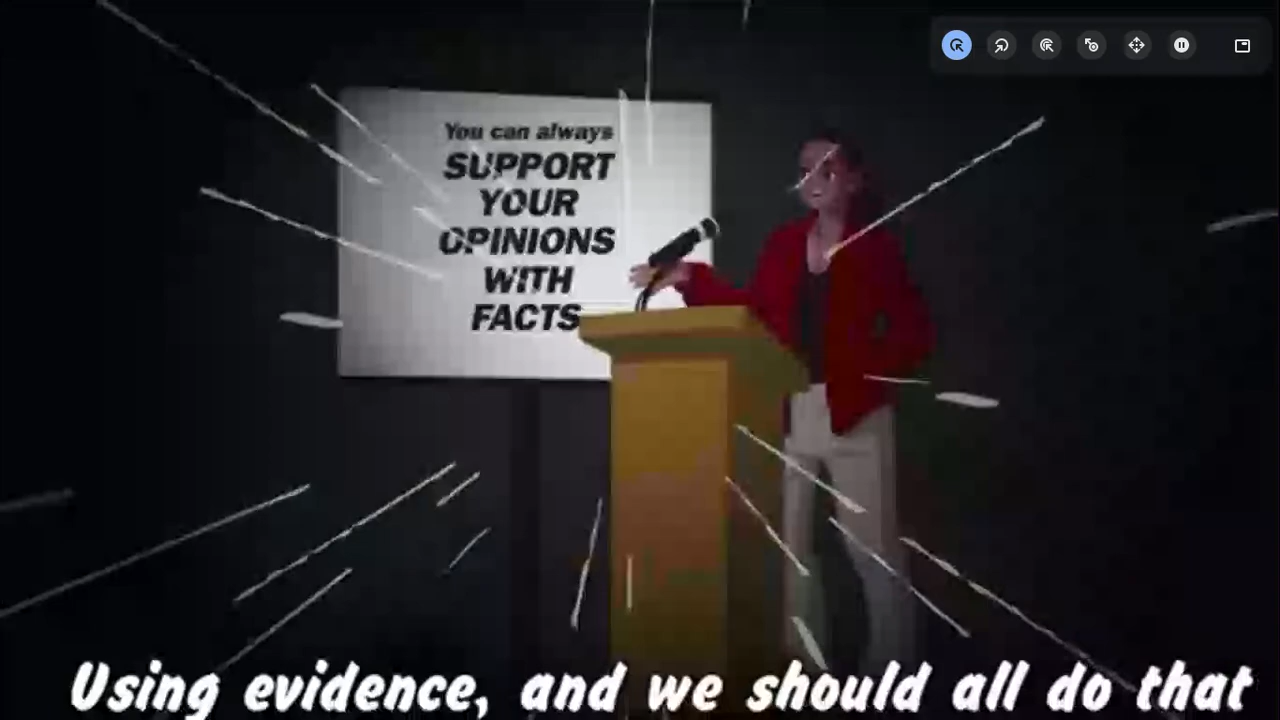 You can always
SUPPORT
YOUR
OPINIONS
WITH
FACTS
Using evidence, and we should all do that